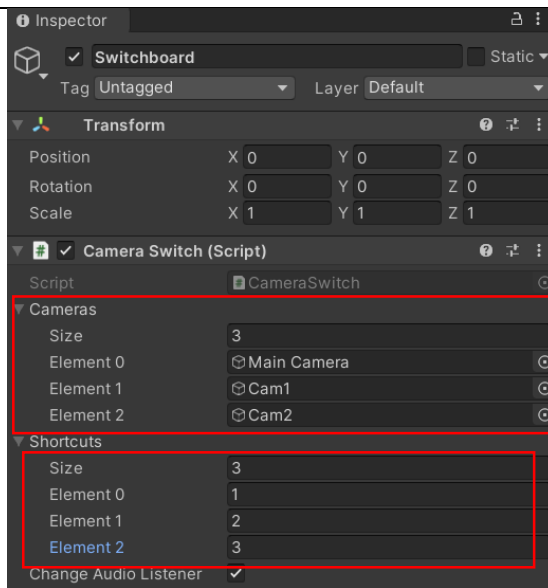 Inspector
Switchboard Static
Tag Untagged Layer Default
Transform
Position X 0 Y 0 Z 0
Rotation X 0 Y 0 Z 0
Scale X 1 Y 1 Z 1
# Camera Switch (Script)
Script # CameraSwitch
Cameras
Size 3
Element 0 Main Camera
Element 1 Cam1
Element 2 Cam2
Shortcuts
Size 3
Element 0 1
Element 1 2
Element 2 3
Change Audio Listener